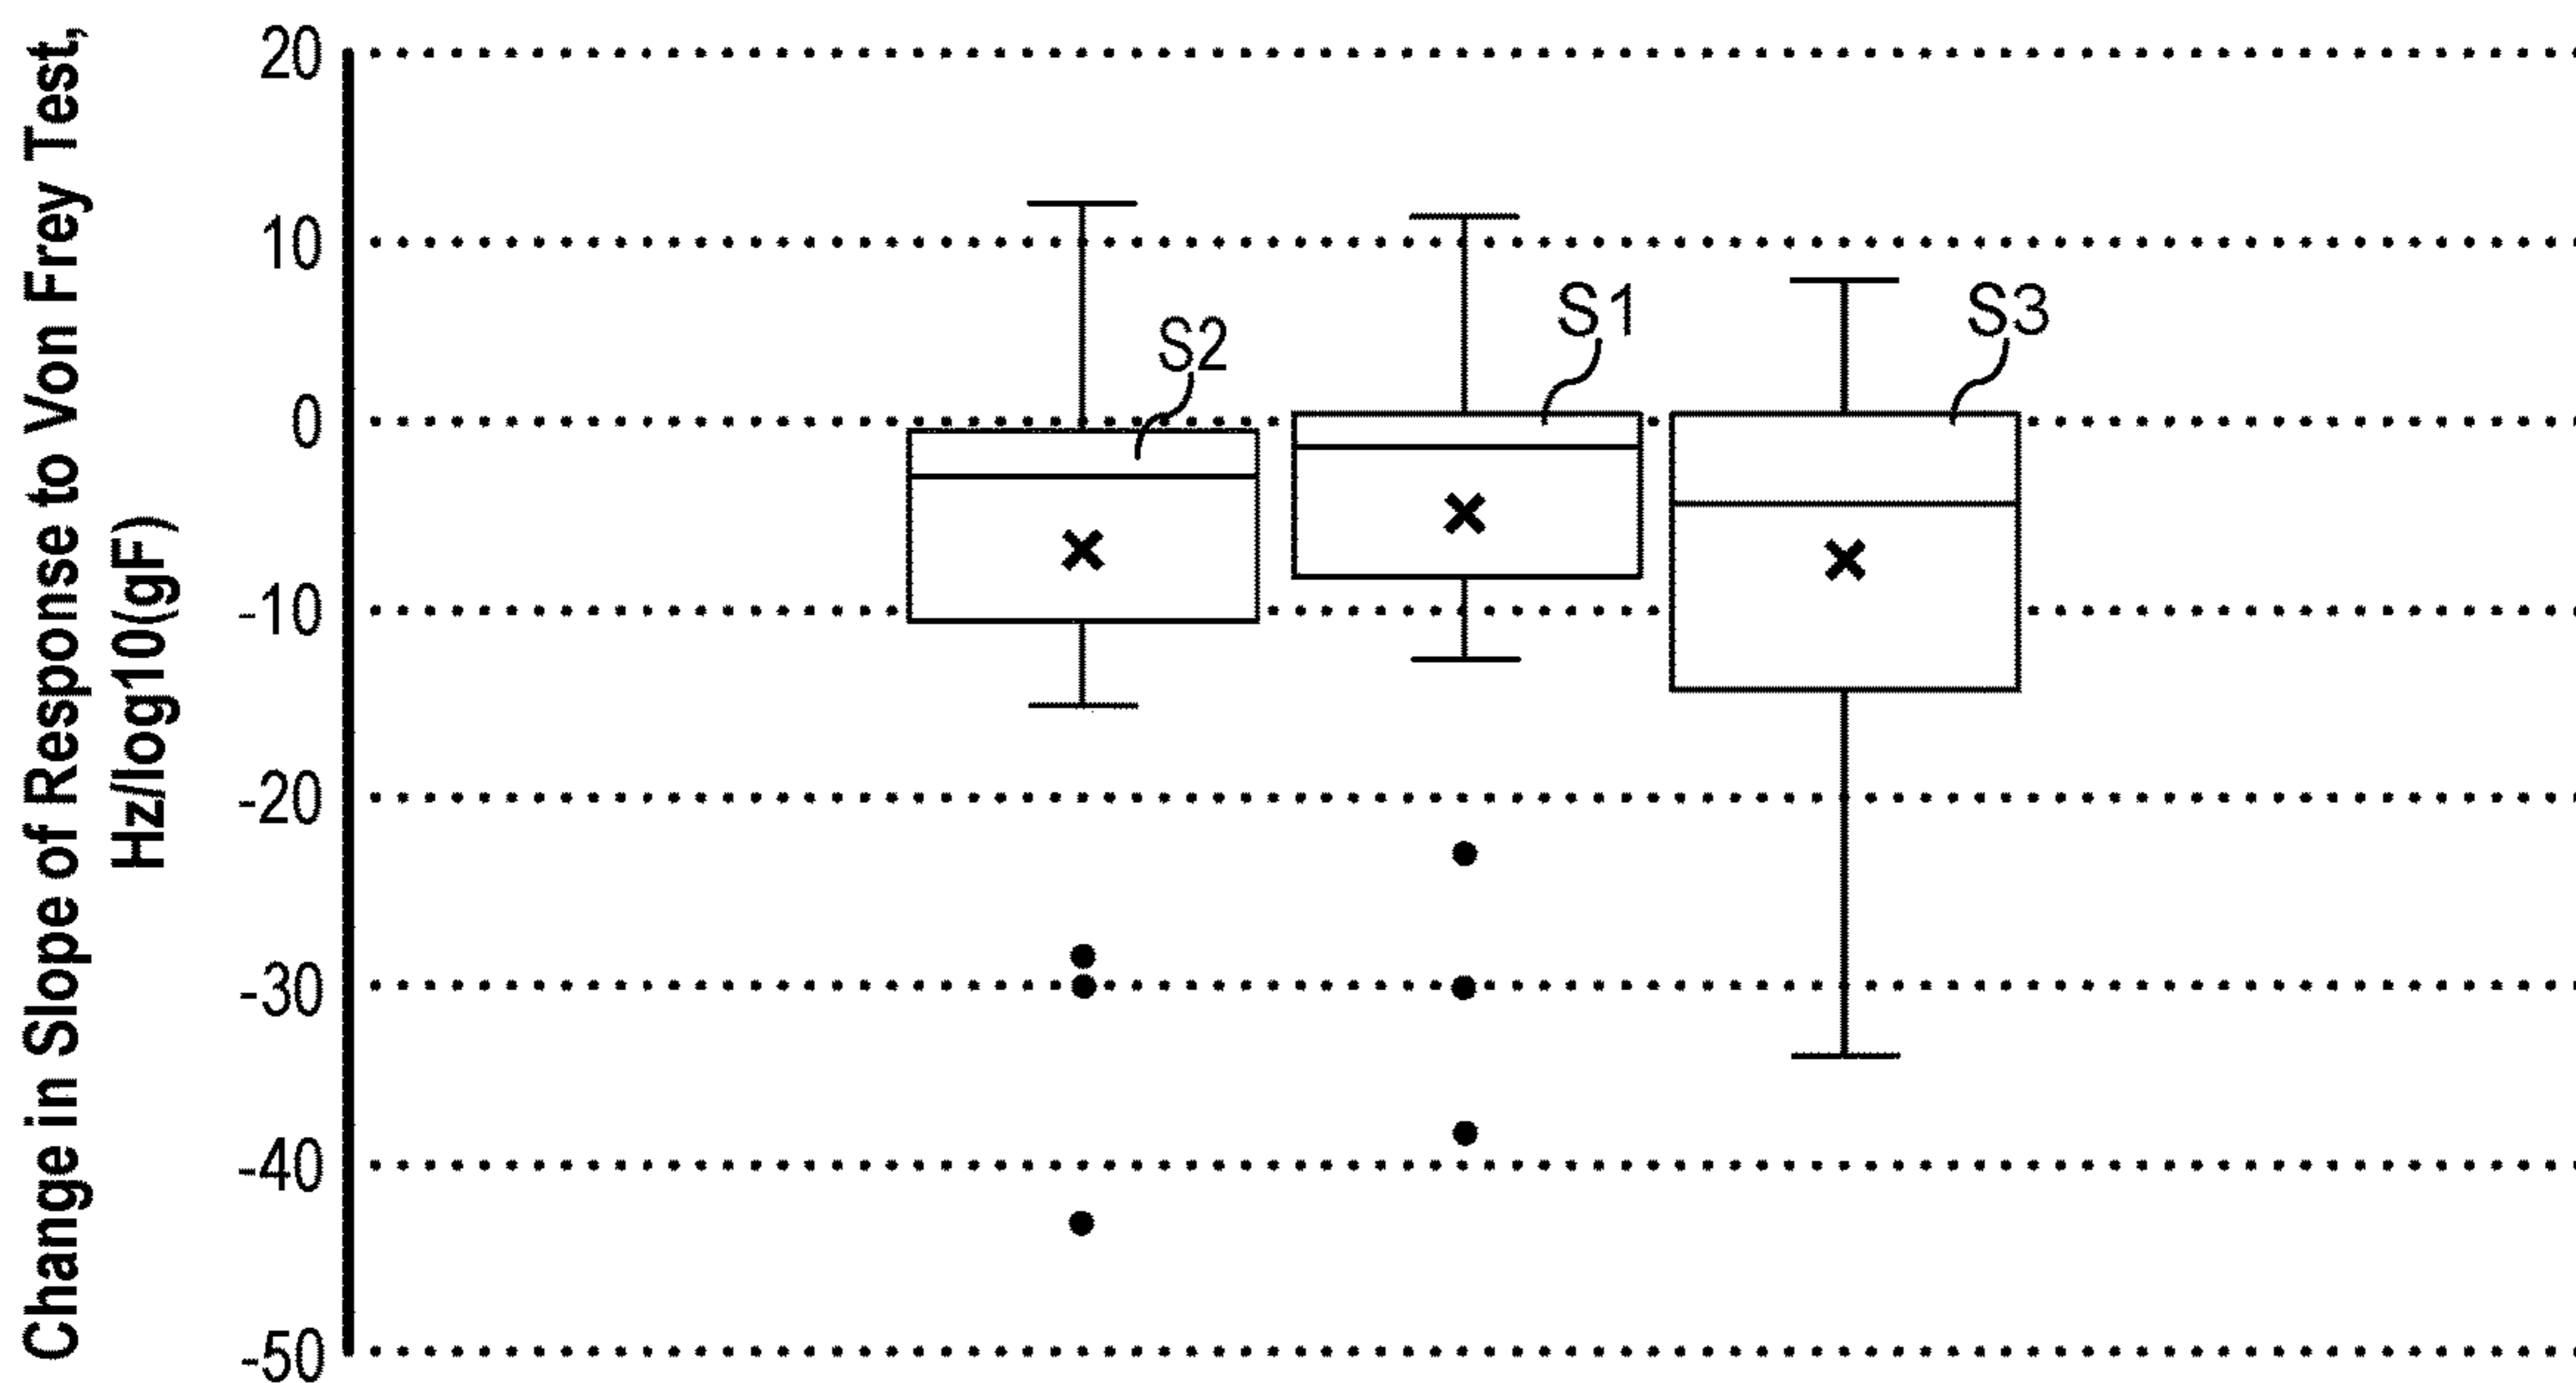 Change in Slope of Response to Von Frey Test,
Hz/log10(gF)
20
10
0
-10
-20
-30
-40
-50
S2
S1
S3